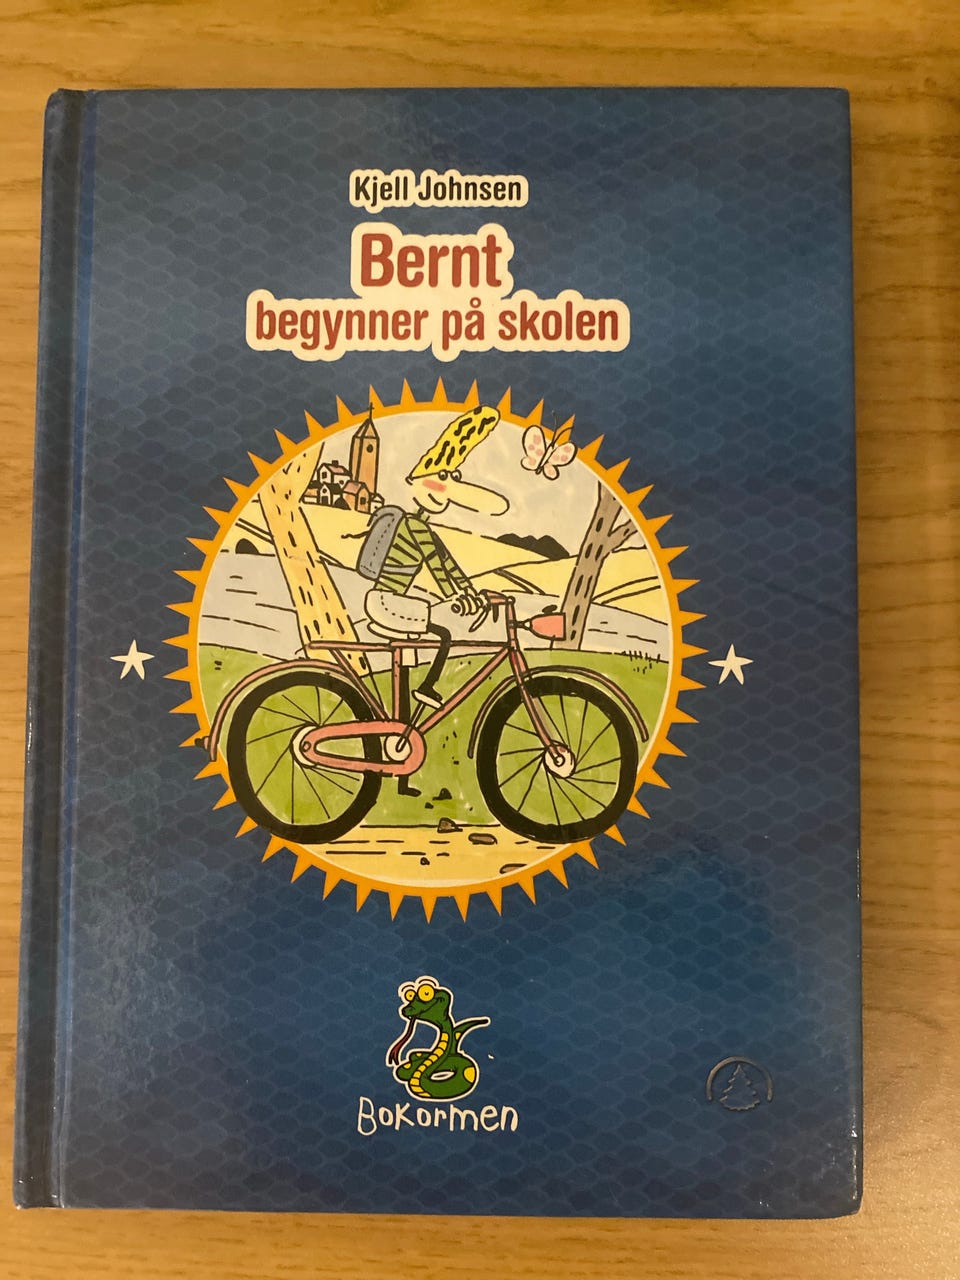 Kjell Johnsen
Bernt
begynner på skolen
Bokormen